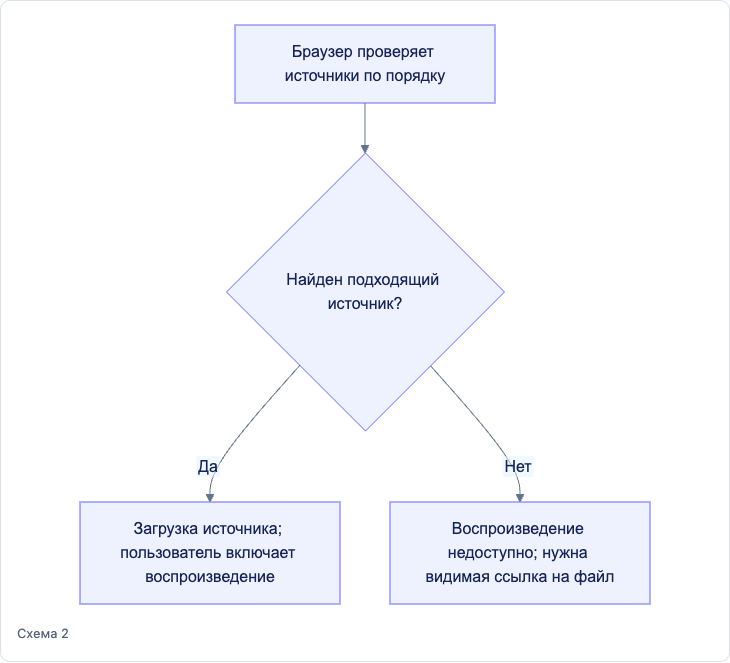 Браузер проверяет
источники по порядку
Найден подходящий
источник?
Да
Нет
Загрузка источника;
пользователь включает
воспроизведение
Воспроизведение
недоступно; нужна
видимая ссылка на файл
Схема 2